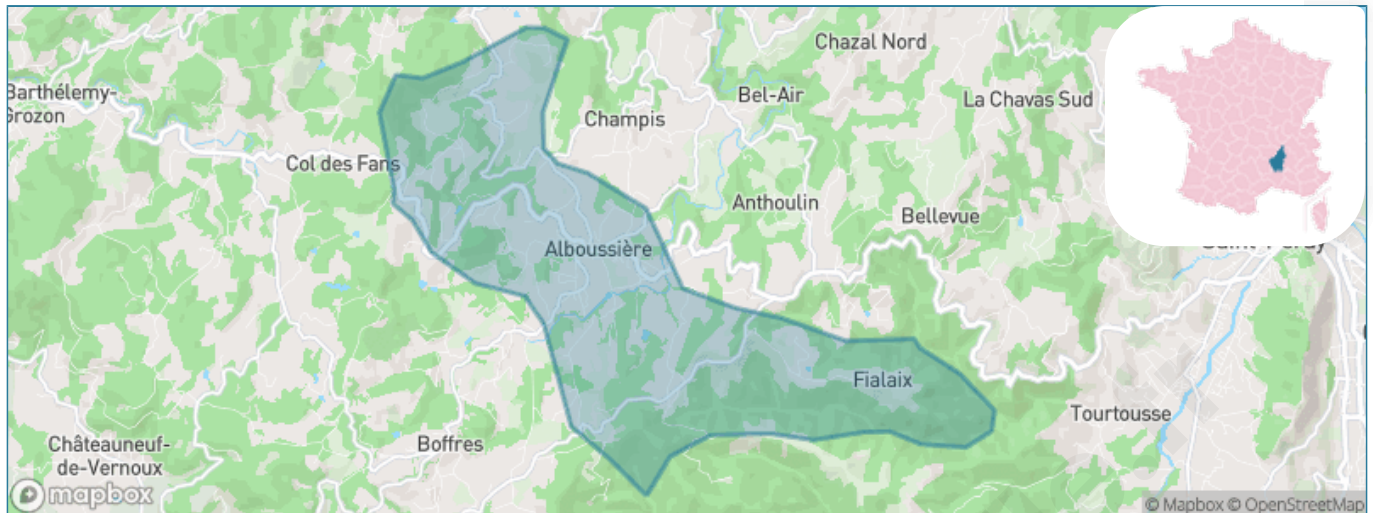 Chazal Nord
Barthélemy-
Grozon
Bel-Air
La Chavas Sud
Champis
Col des Fans
Anthoulin
Bellevue
Alboussière
Fialaix
Tourtousse
Châteauneuf-
de-Vernoux
Boffres
mapbox
© Mapbox © OpenStreetMap